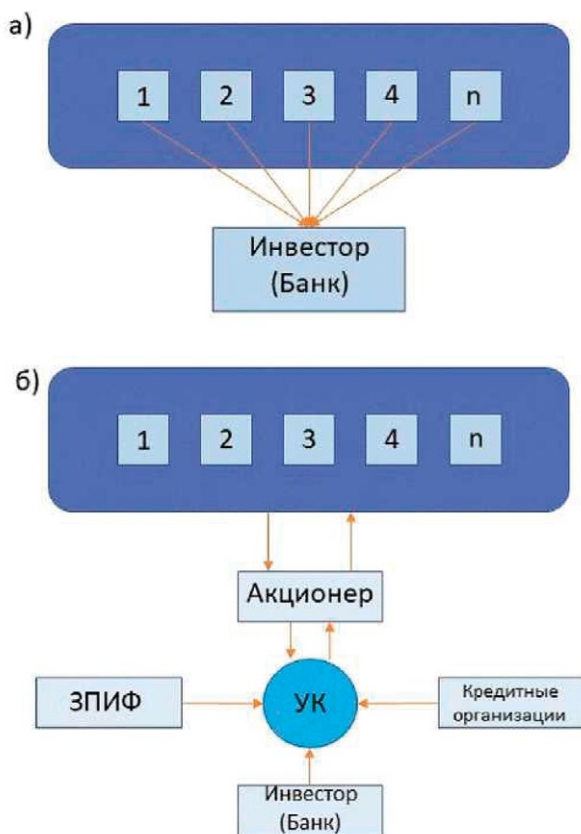 а)
1 2 3 4 n
Инвестор
(Банк)
б)
1 2 3 4 n
Акционер
ЗПИФ
УК
Кредитные
организации
Инвестор
(Банк)